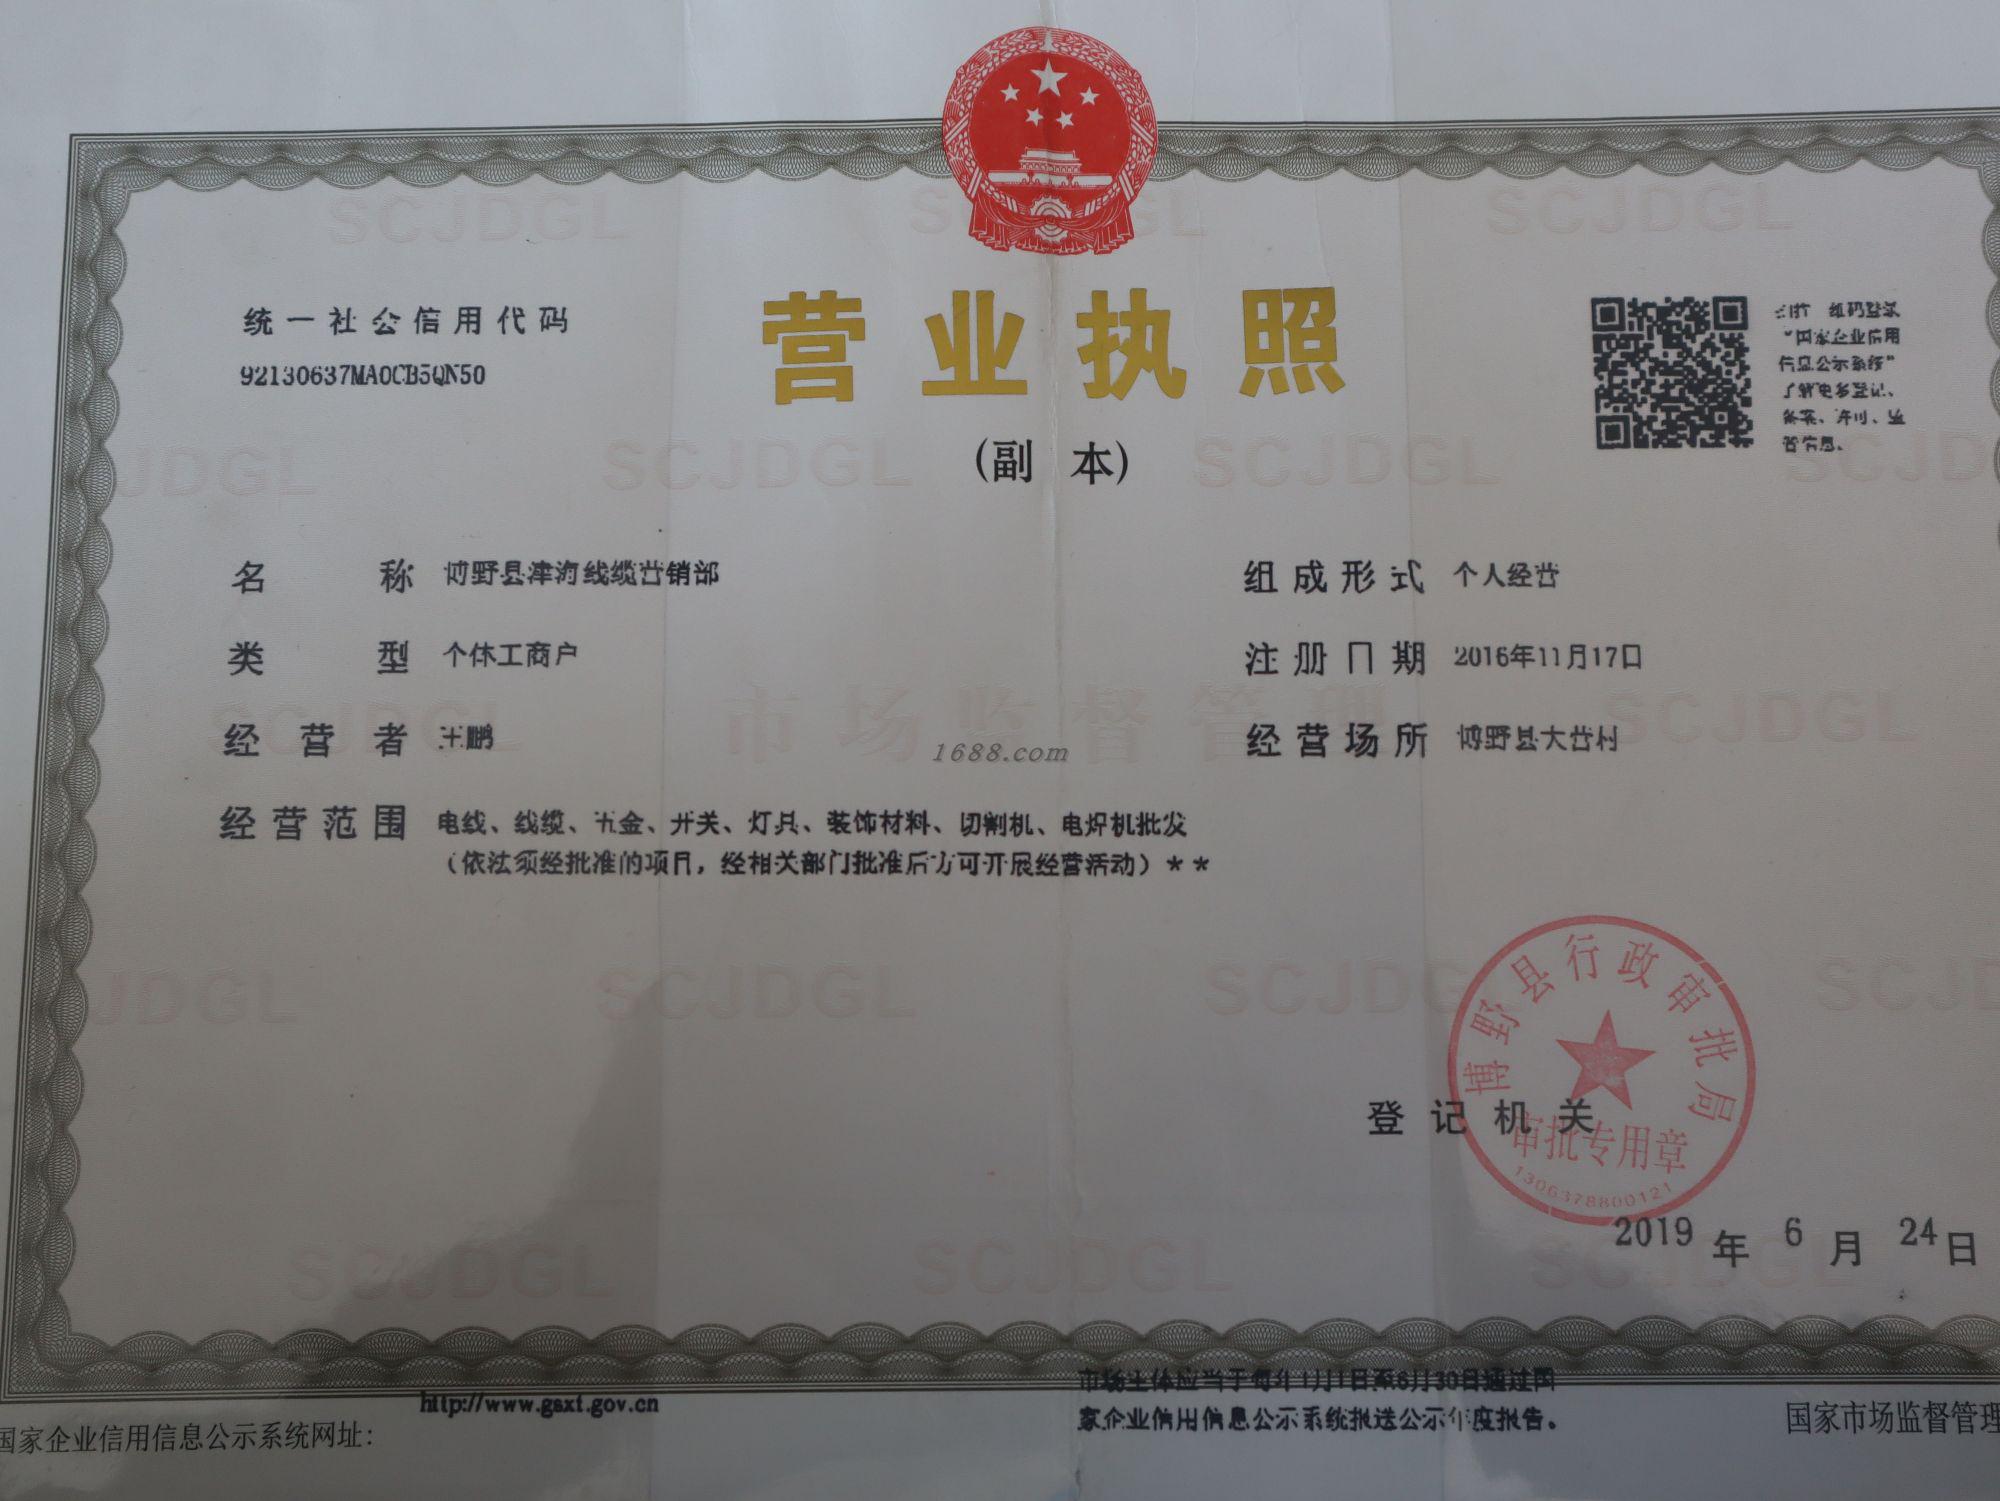 统一社会信用代码
92130637MA0CB5QN50
营业执照
(副 本)
扫描二维码登录
“国家企业信用
信息公示系统”
了解更多登记、
备案、许可、监
管信息。
名 称 博野县津海线缆营销部
组成形式 个人经营
类 型 个体工商户
注册日期 2016年11月17日
经营者 王鹏
经营场所 博野县大营村
经营范围 电线、线缆、五金、开关、灯具、装饰材料、切割机、电焊机批发
（依法须经批准的项目，经相关部门批准后方可开展经营活动）**
市场监督管理
1688.com
SCJDGL
博野县行政审批局
审批专用章
1306378800121
登记机关
2019 年 6 月 24 日
http://www.gsxt.gov.cn
国家企业信用信息公示系统网址：
市场主体应当于每年1月1日至6月30日通过国
家企业信用信息公示系统报送公示年度报告。
国家市场监督管理